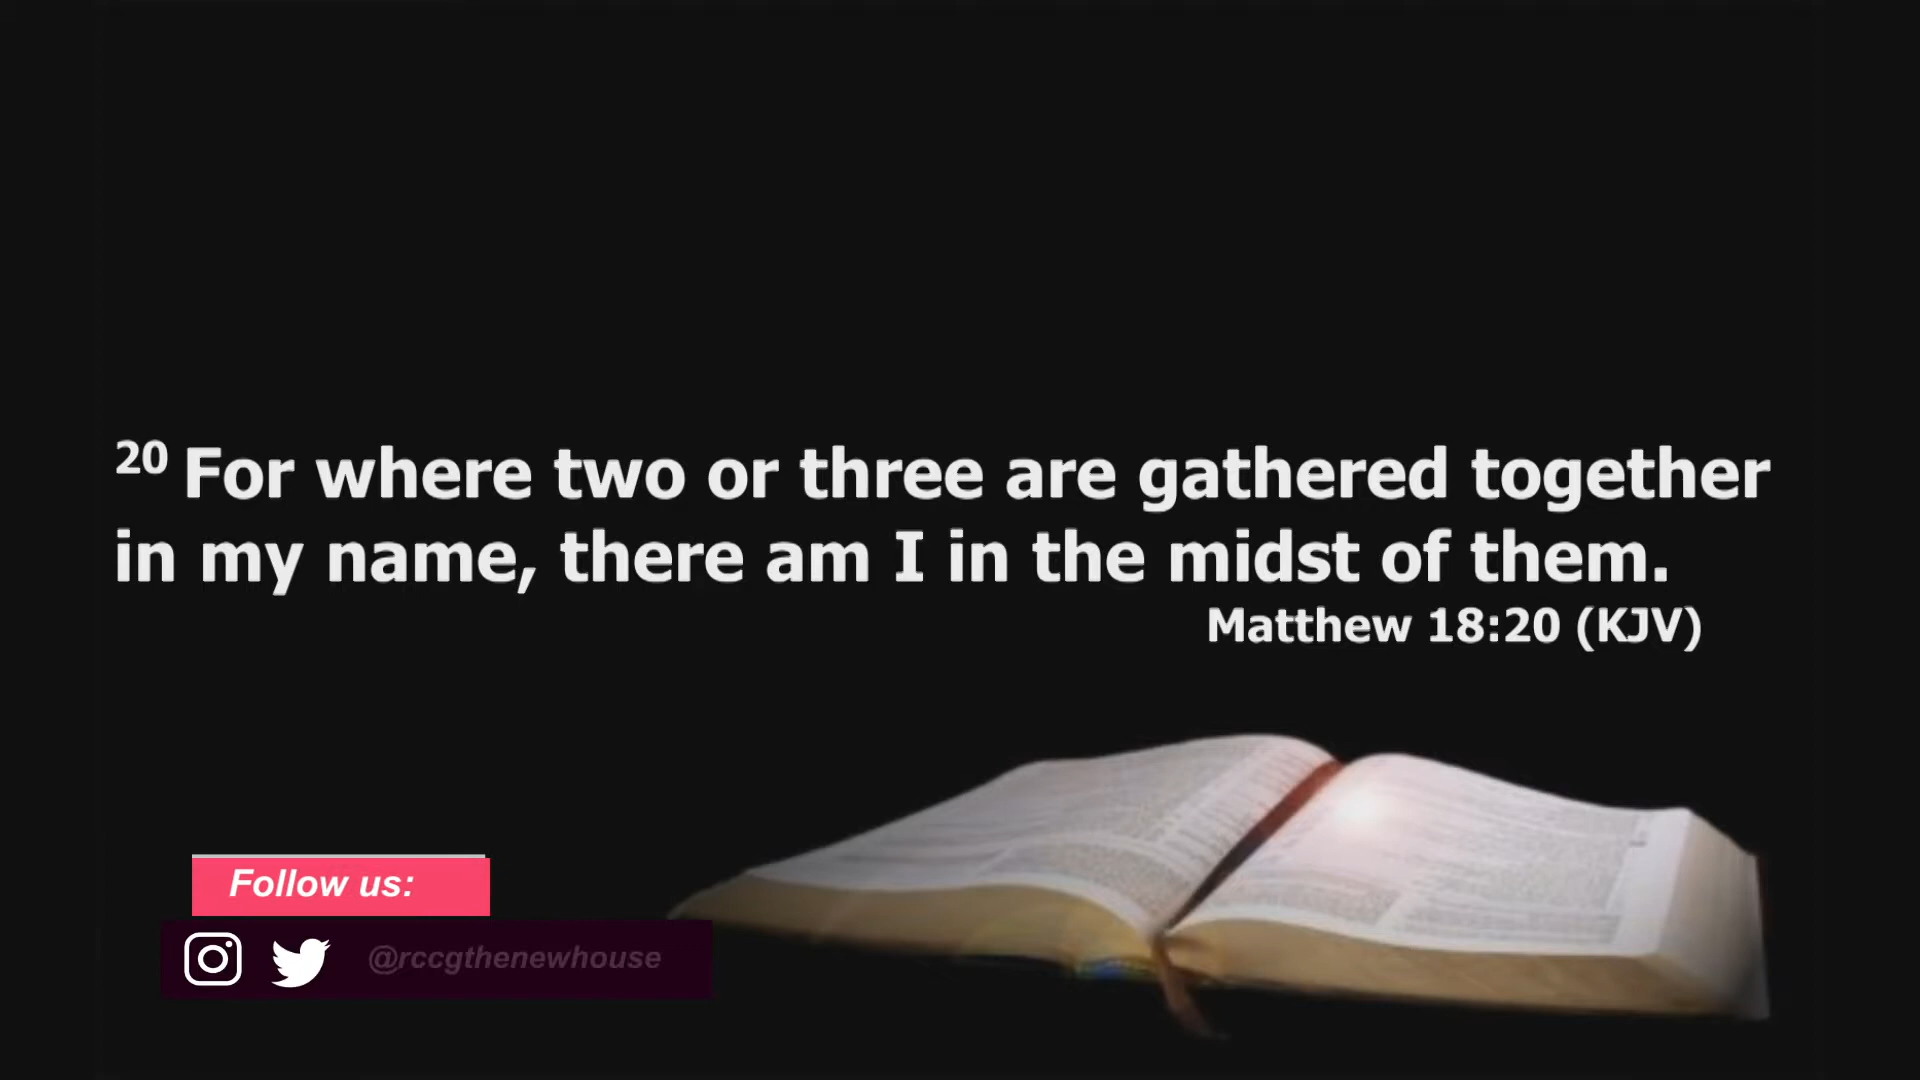 20 For where two or three are gathered together
in my name, there am I in the midst of them.
Matthew 18:20 (KJV)
Follow us:
@rccgthenewhouse